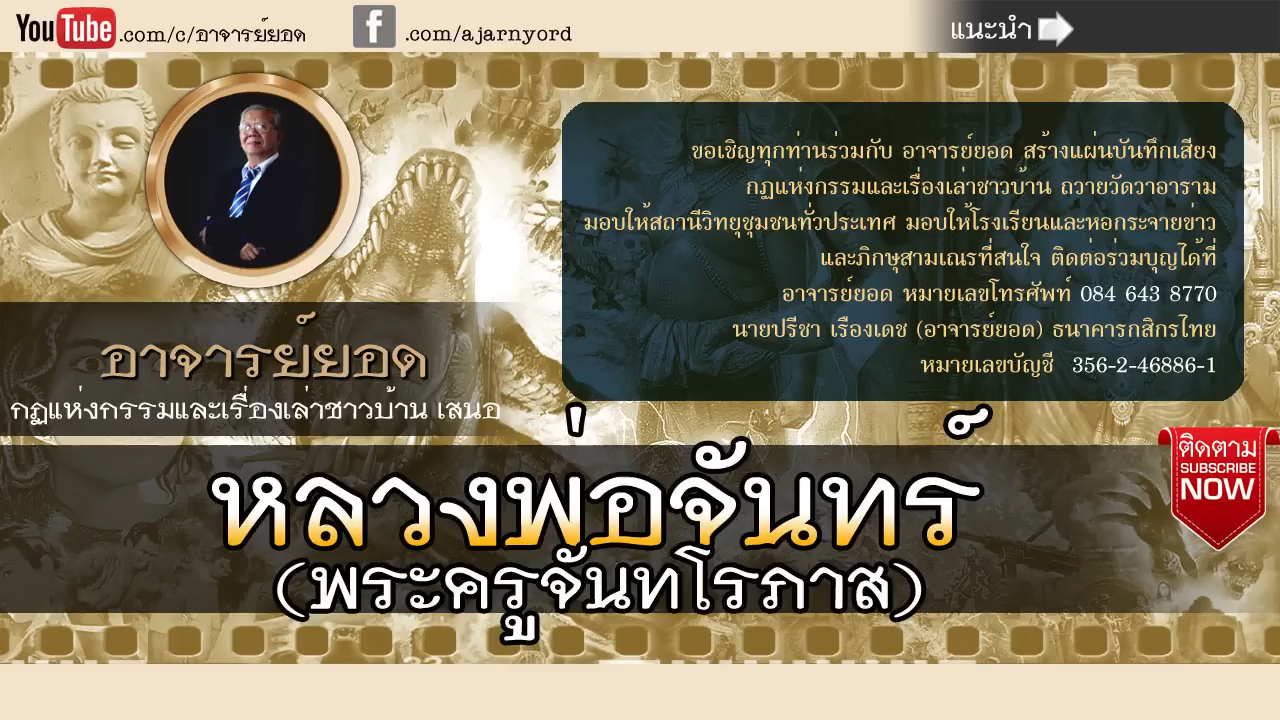 YouTube.com/c/อาจารย์ยอด
f .com/ajarnyord
แนะนำ
ขอเชิญทุกท่านร่วมกับ อาจารย์ยอด สร้างแผ่นบันทึกเสียง
กฏแห่งกรรมและเรื่องเล่าชาวบ้าน ถวายวัดวาอาราม
มอบให้สถานีวิทยุชุมชนทั่วประเทศ มอบให้โรงเรียนและหอกระจายข่าว
และภิกษุสามเณรที่สนใจ ติดต่อร่วมบุญได้ที่
อาจารย์ยอด หมายเลขโทรศัพท์ 084 643 8770
นายปรีชา เรืองเดช (อาจารย์ยอด) ธนาคารกสิกรไทย
หมายเลขบัญชี 356-2-46886-1
อาจารย์ยอด
กฏแห่งกรรมและเรื่องเล่าชาวบ้าน เสนอ
หลวงพ่อจันทร์
(พระครูจันทโรภาส)
ติดตาม
SUBSCRIBE
NOW